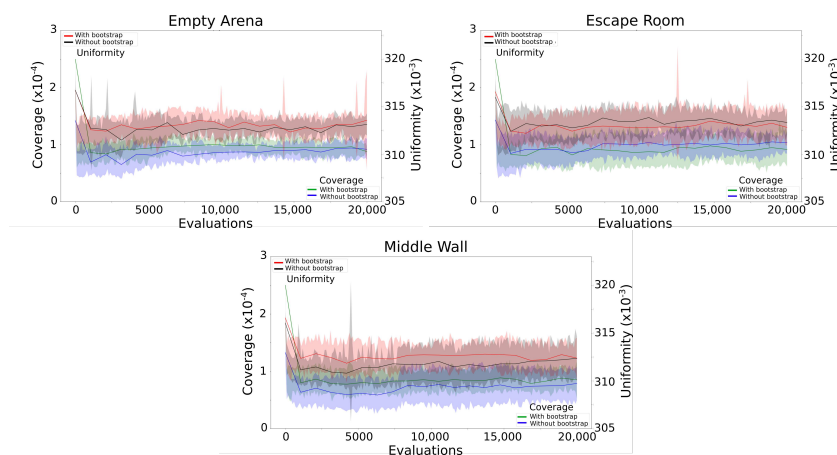 Empty Arena
3
With bootstrap
Without bootstrap
Uniformity
320
2
315
Coverage (x10⁻⁴)
Uniformity (x10⁻³)
1
310
Coverage
With bootstrap
Without bootstrap
0
305
0 5000 10,000 15,000 20,000
Evaluations
Escape Room
3
With bootstrap
Without bootstrap
Uniformity
320
2
315
Coverage (x10⁻⁴)
Uniformity (x10⁻³)
1
310
Coverage
With bootstrap
Without bootstrap
0
305
0 5000 10,000 15,000 20,000
Evaluations
Middle Wall
3
With bootstrap
Without bootstrap
Uniformity
320
2
315
Coverage (x10⁻⁴)
Uniformity (x10⁻³)
1
310
Coverage
With bootstrap
Without bootstrap
0
305
0 5000 10,000 15,000 20,000
Evaluations